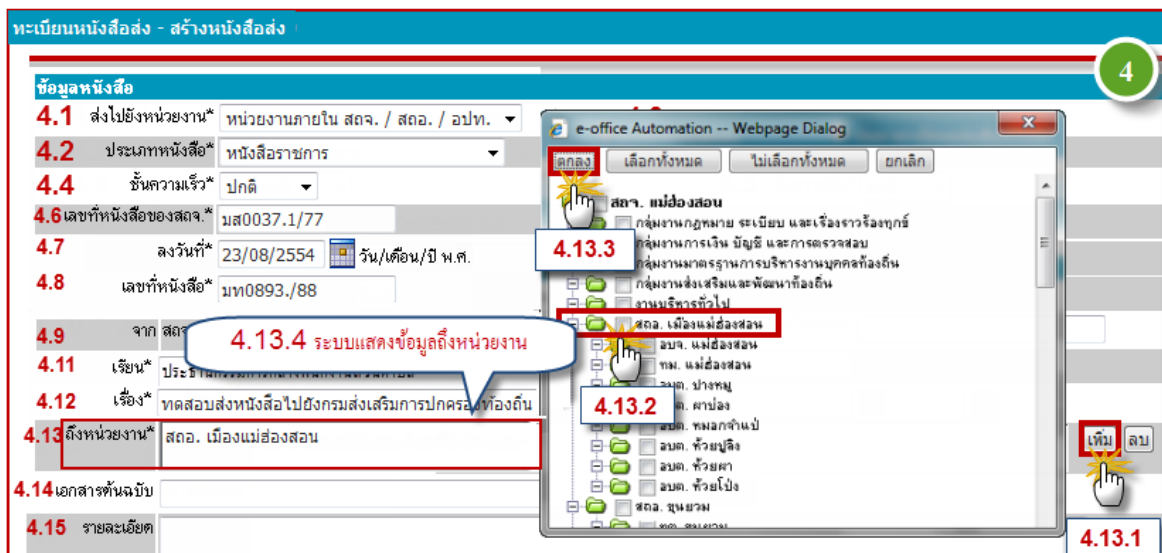 ทะเบียนหนังสือส่ง - สร้างหนังสือส่ง
4
ข้อมูลหนังสือ
4.1 ส่งไปยังหน่วยงาน* หน่วยงานภายใน สถจ. / สถอ. / อปท.
4.2 ประเภทหนังสือ* หนังสือราชการ
4.4 ชั้นความเร็ว* ปกติ
4.6 เลขที่หนังสือของสถจ.* มส0037.1/77
4.7 ลงวันที่* 23/08/2554 วัน/เดือน/ปี พ.ศ.
4.8 เลขที่หนังสือ* มท0893./88
4.9 จาก
4.11 เรียน*
4.12 เรื่อง* ทดสอบส่งหนังสือไปยังกรมส่งเสริมการปกครองท้องถิ่น
4.13 ถึงหน่วยงาน* สถอ. เมืองแม่ฮ่องสอน
4.14 เอกสารต้นฉบับ
4.15 รายละเอียด
4.13.4 ระบบแสดงข้อมูลถึงหน่วยงาน
e-office Automation -- Webpage Dialog
ตกลง เลือกทั้งหมด ไม่เลือกทั้งหมด ยกเลิก
สถจ. แม่ฮ่องสอน
กลุ่มงานกฎหมาย ระเบียบ และเรื่องราวร้องทุกข์
กลุ่มงานการเงิน บัญชี และการตรวจสอบ
กลุ่มงานมาตรฐานการบริหารงานบุคคลท้องถิ่น
กลุ่มงานส่งเสริมและพัฒนาท้องถิ่น
งานบริหารทั่วไป
สถอ. เมืองแม่ฮ่องสอน
อบจ. แม่ฮ่องสอน
ทม. แม่ฮ่องสอน
อบต. ปางหมู
ผาบ่อง
อบต. หมอกจำแป่
อบต. ห้วยปูลิง
อบต. ห้วยผา
อบต. ห้วยโป่ง
สถอ. ขุนยวม
4.13.3
4.13.2
เพิ่ม ลบ
4.13.1